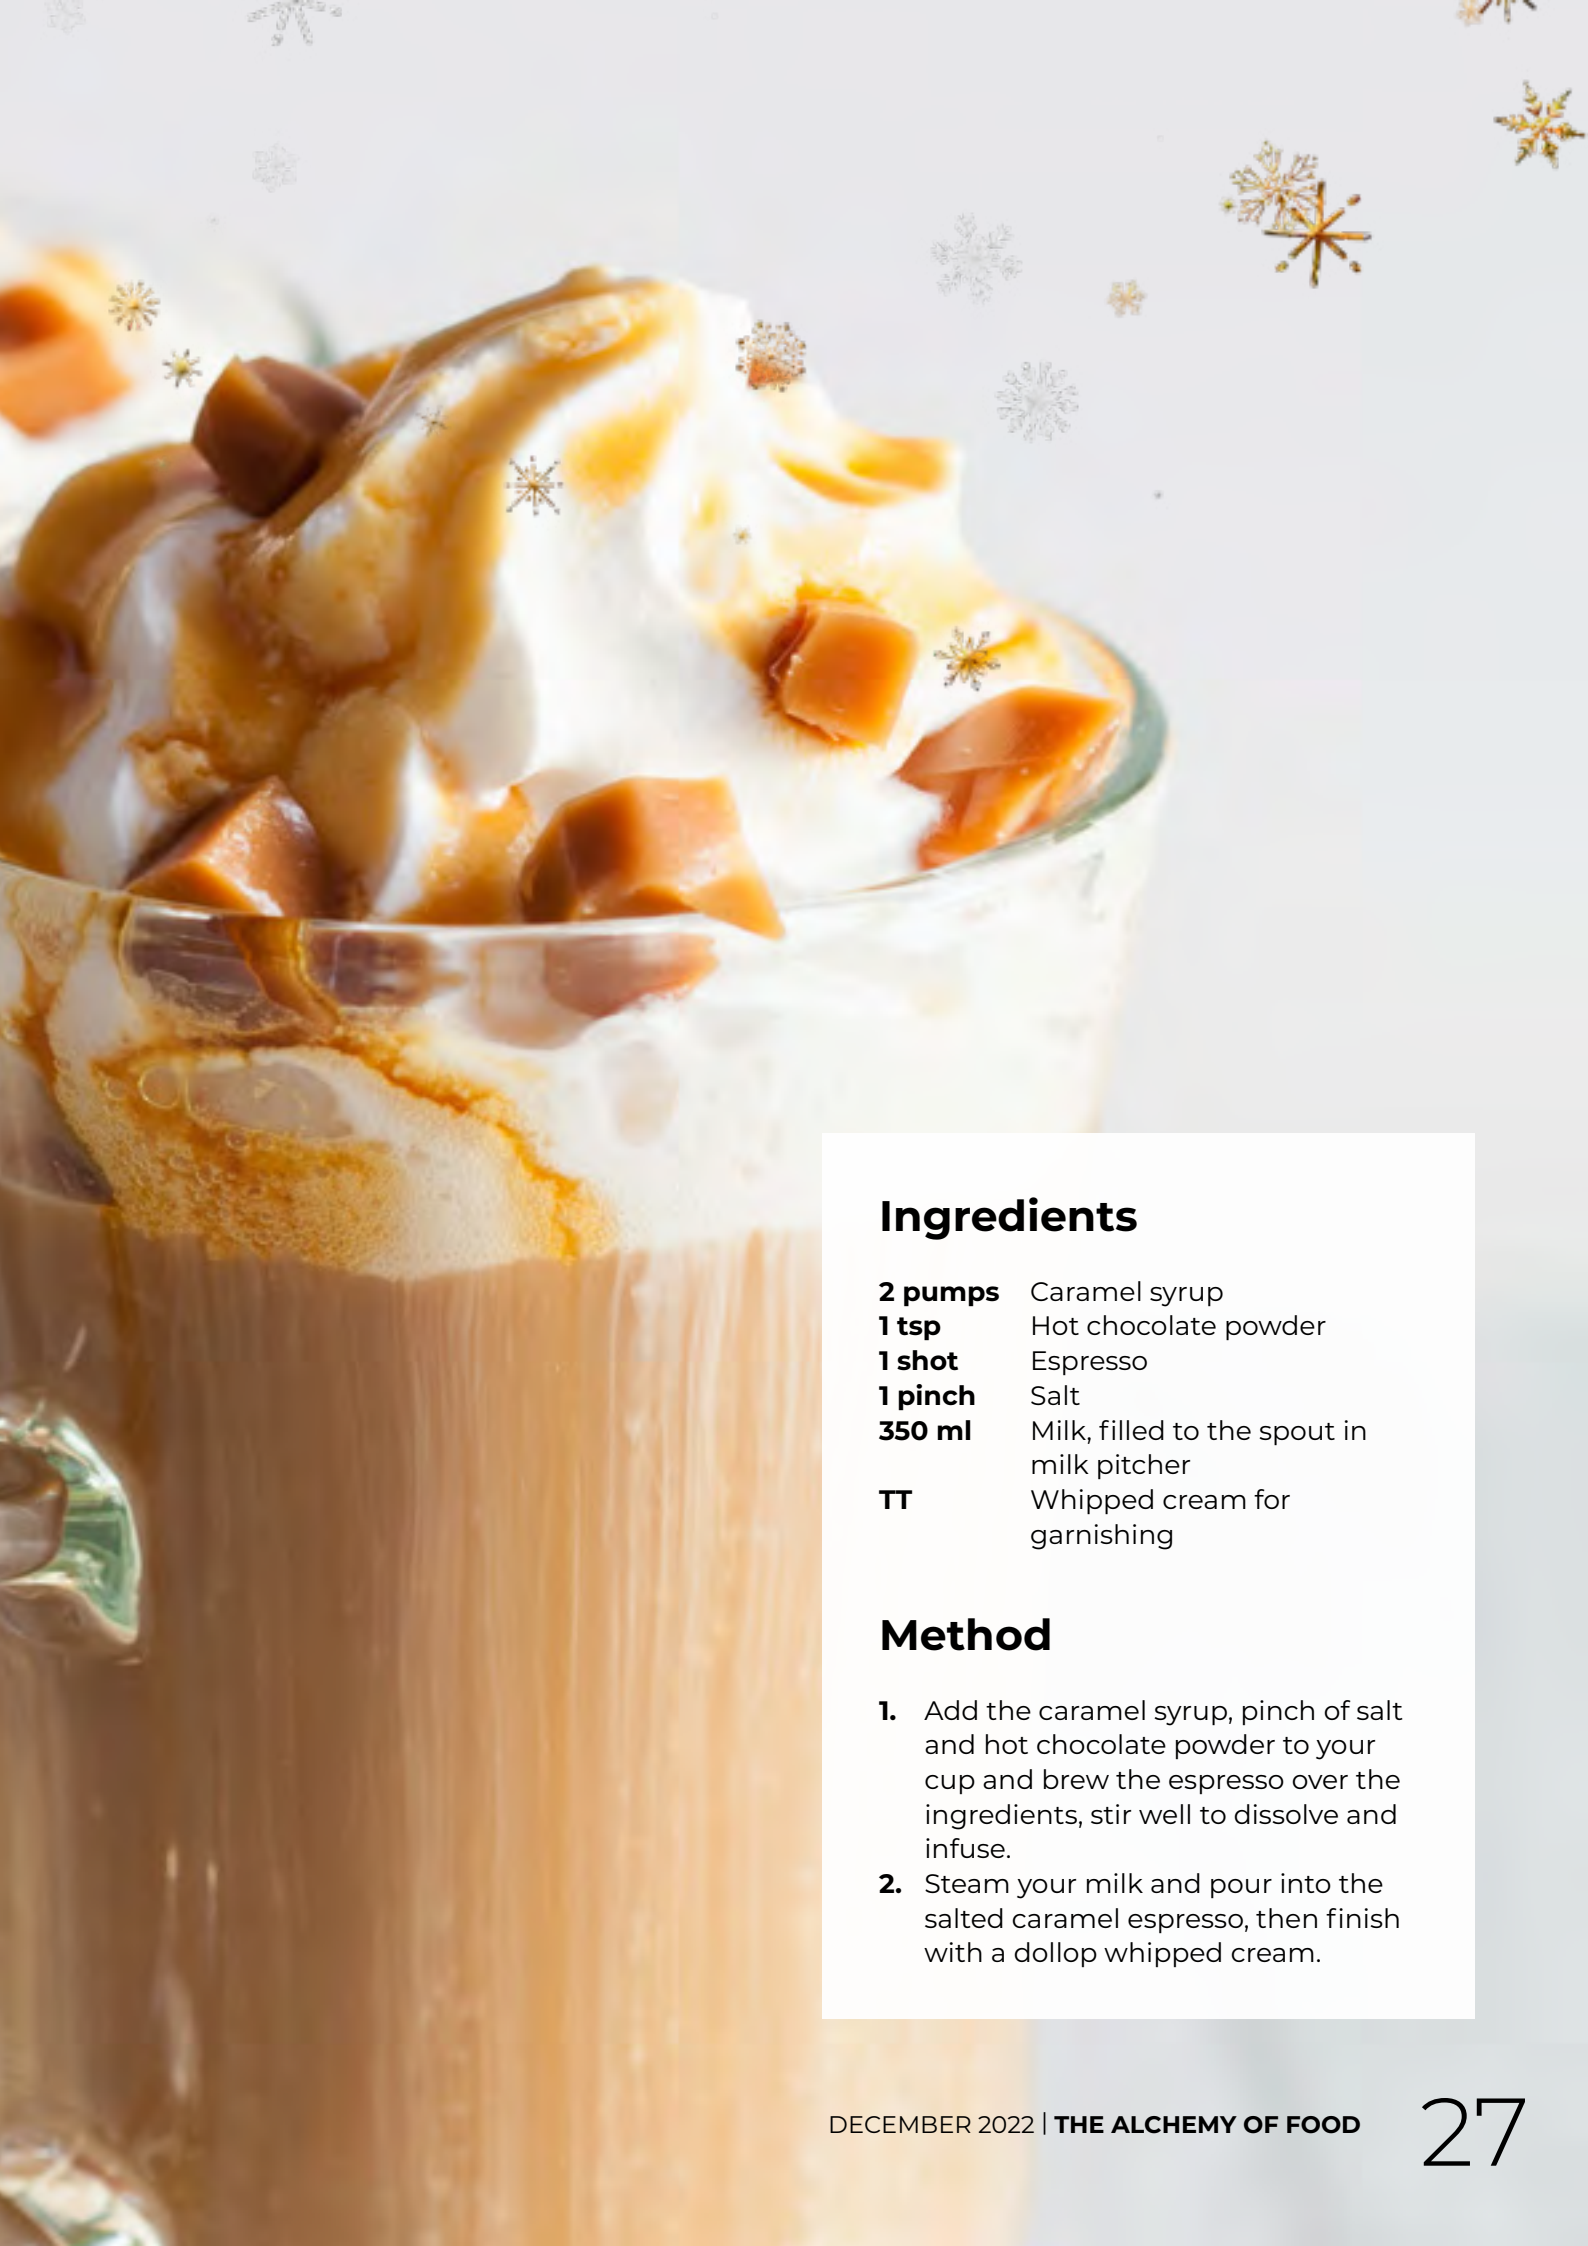 Ingredients
2 pumps Caramel syrup
1 tsp Hot chocolate powder
1 shot Espresso
1 pinch Salt
350 ml Milk, filled to the spout in
milk pitcher
TT Whipped cream for
garnishing
Method
1. Add the caramel syrup, pinch of salt
and hot chocolate powder to your
cup and brew the espresso over the
ingredients, stir well to dissolve and
infuse.
2. Steam your milk and pour into the
salted caramel espresso, then finish
with a dollop whipped cream.
DECEMBER 2022 | THE ALCHEMY OF FOOD 27